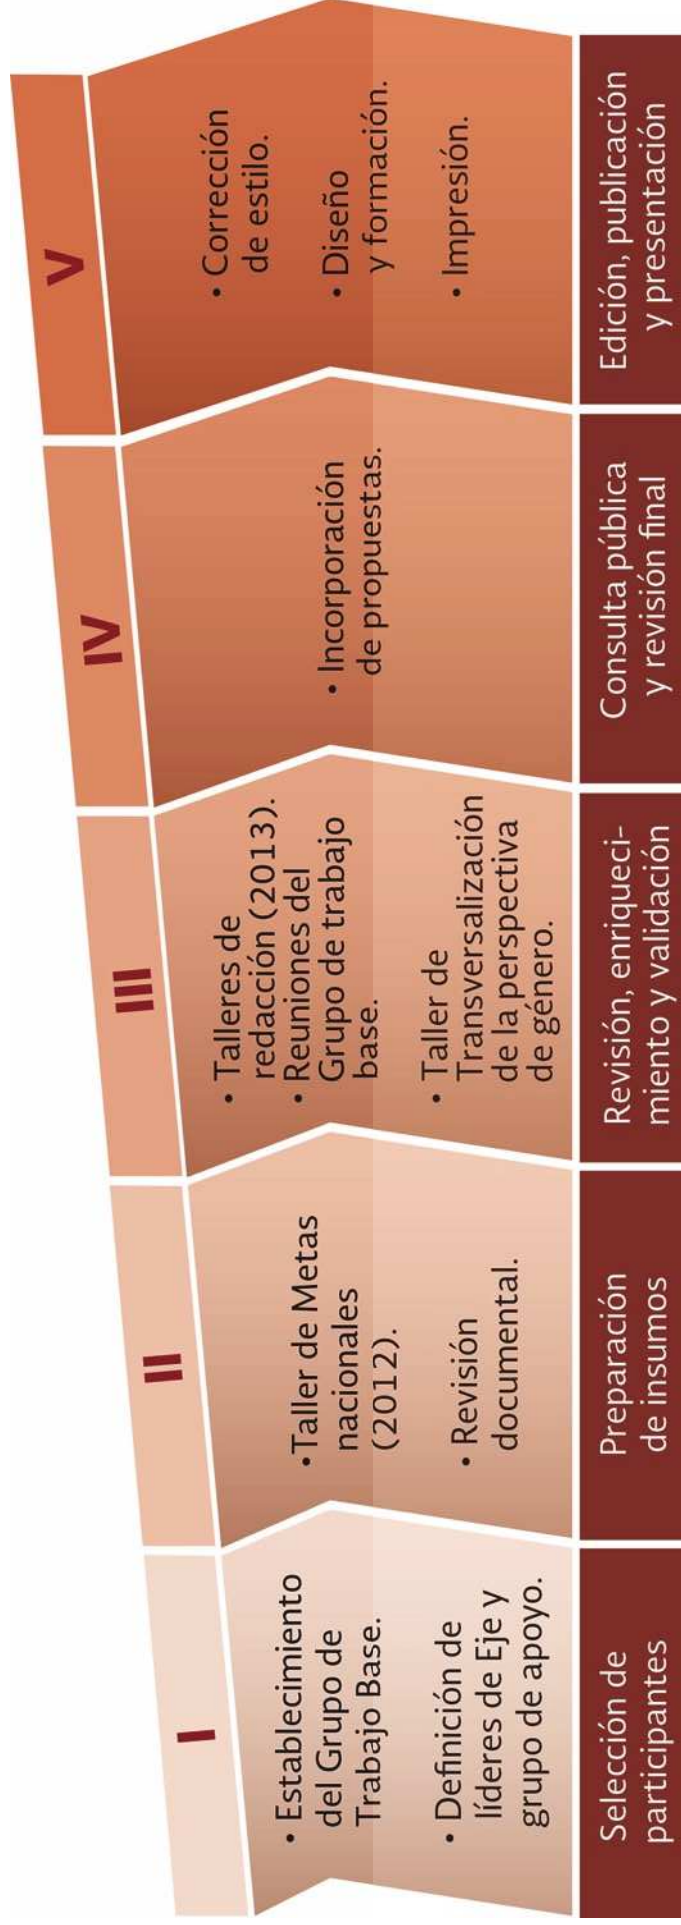 I
• Establecimiento
del Grupo de
Trabajo Base.
• Definición de
líderes de Eje y
grupo de apoyo.
Selección de
participantes
II
•Taller de Metas
nacionales
(2012).
• Revisión
documental.
Preparación
de insumos
III
• Talleres de
redacción (2013).
• Reuniones del
Grupo de trabajo
base.
• Taller de
Transversalización
de la perspectiva
de género.
Revisión, enriqueci-
miento y validación
IV
• Incorporación
de propuestas.
Consulta pública
y revisión final
V
• Corrección
de estilo.
• Diseño
y formación.
• Impresión.
Edición, publicación
y presentación